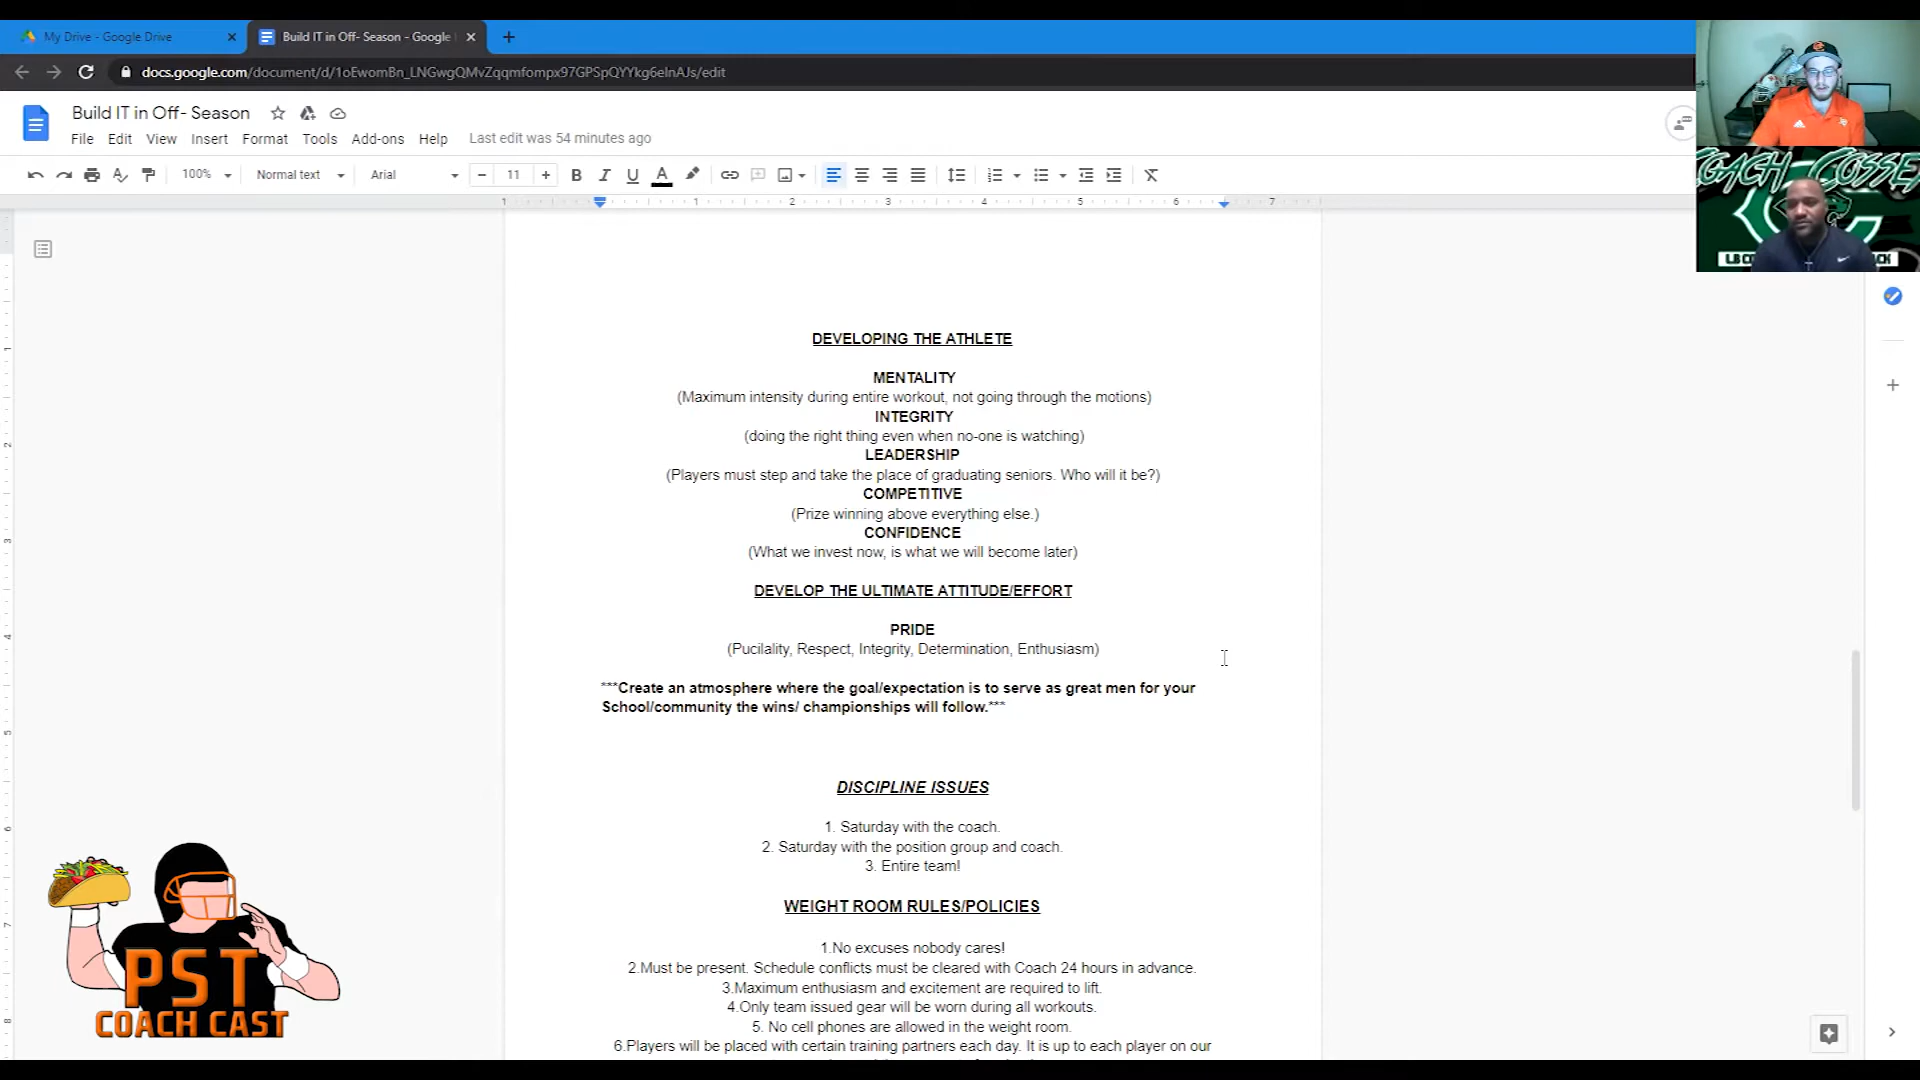 My Drive - Google Drive
Build IT in Off- Season - Google
docs.google.com/document/d/1oEwomBn_LNGwgQMvZqqmfompx97GPSpQYYkg6elnAJs/edit
Build IT in Off- Season
File Edit View Insert Format Tools Add-ons Help Last edit was 54 minutes ago
100% Normal text Arial 11
1 1 2 3 4 5 6 7
COACH COSSE
DEVELOPING THE ATHLETE
MENTALITY
(Maximum intensity during entire workout, not going through the motions)
INTEGRITY
(doing the right thing even when no-one is watching)
LEADERSHIP
(Players must step and take the place of graduating seniors. Who will it be?)
COMPETITIVE
(Prize winning above everything else.)
CONFIDENCE
(What we invest now, is what we will become later)
DEVELOP THE ULTIMATE ATTITUDE/EFFORT
PRIDE
(Pucilality, Respect, Integrity, Determination, Enthusiasm)
***Create an atmosphere where the goal/expectation is to serve as great men for your
School/community the wins/ championships will follow.***
DISCIPLINE ISSUES
1. Saturday with the coach.
2. Saturday with the position group and coach.
3. Entire team!
WEIGHT ROOM RULES/POLICIES
1.No excuses nobody cares!
2.Must be present. Schedule conflicts must be cleared with Coach 24 hours in advance.
3.Maximum enthusiasm and excitement are required to lift.
4.Only team issued gear will be worn during all workouts.
5. No cell phones are allowed in the weight room.
6.Players will be placed with certain training partners each day. It is up to each player on our
PST
COACH CAST